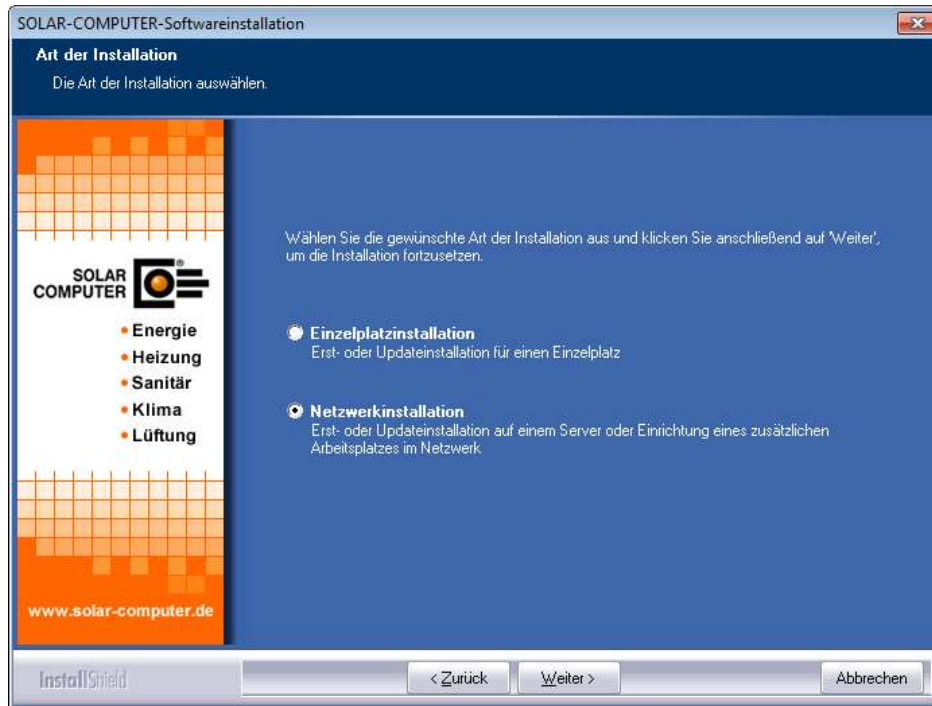 SOLAR-COMPUTER-Softwareinstallation
Art der Installation
Die Art der Installation auswählen.
Wählen Sie die gewünschte Art der Installation aus und klicken Sie anschließend auf 'Weiter',
um die Installation fortzusetzen.
SOLAR
COMPUTER
®
• Energie
• Heizung
• Sanitär
• Klima
• Lüftung
Einzelplatzinstallation
Erst- oder Updateinstallation für einen Einzelplatz
Netzwerkinstallation
Erst- oder Updateinstallation auf einem Server oder Einrichtung eines zusätzlichen
Arbeitsplatzes im Netzwerk
www.solar-computer.de
InstallShield
< Zurück
Weiter >
Abbrechen